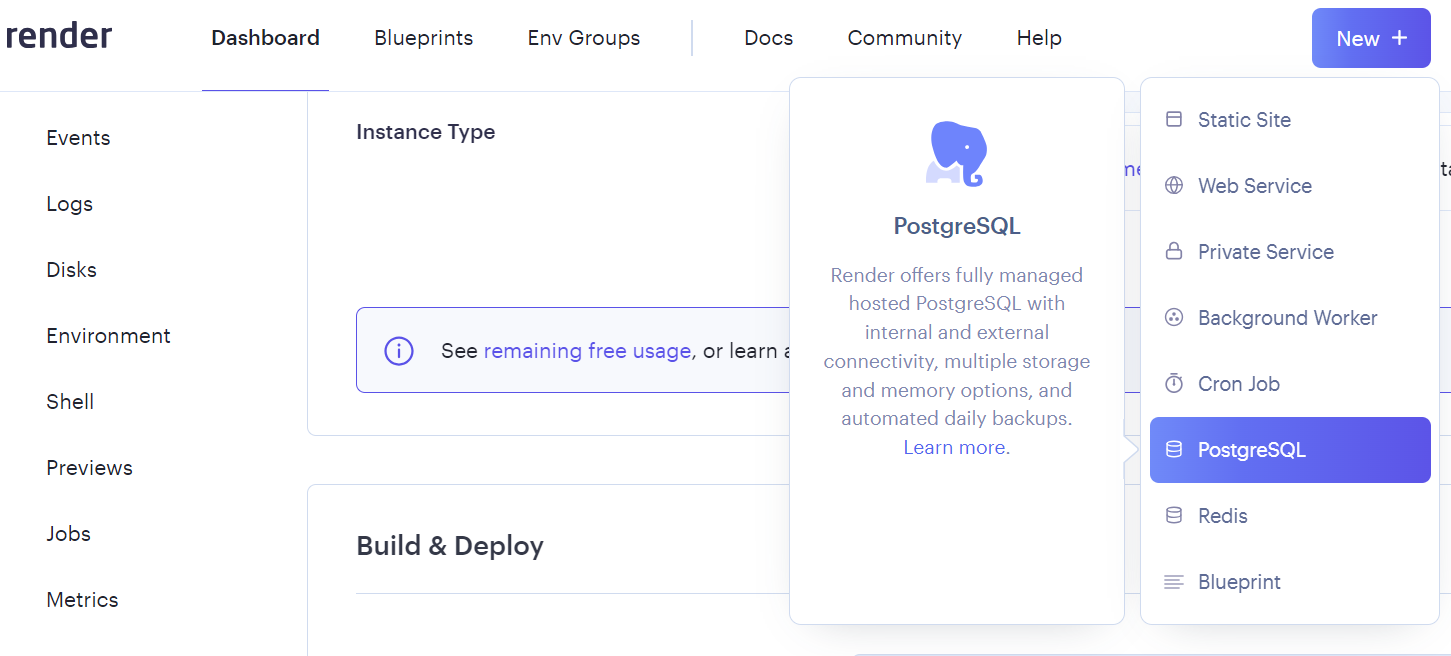 render
Dashboard
Blueprints
Env Groups
Docs
Community
Help
New +
Events
Logs
Disks
Environment
Shell
Previews
Jobs
Metrics
Instance Type
See remaining free usage, or learn
Build & Deploy
PostgreSQL
Render offers fully managed
hosted PostgreSQL with
internal and external
connectivity, multiple storage
and memory options, and
automated daily backups.
Learn more.
Static Site
Web Service
Private Service
Background Worker
Cron Job
PostgreSQL
Redis
Blueprint